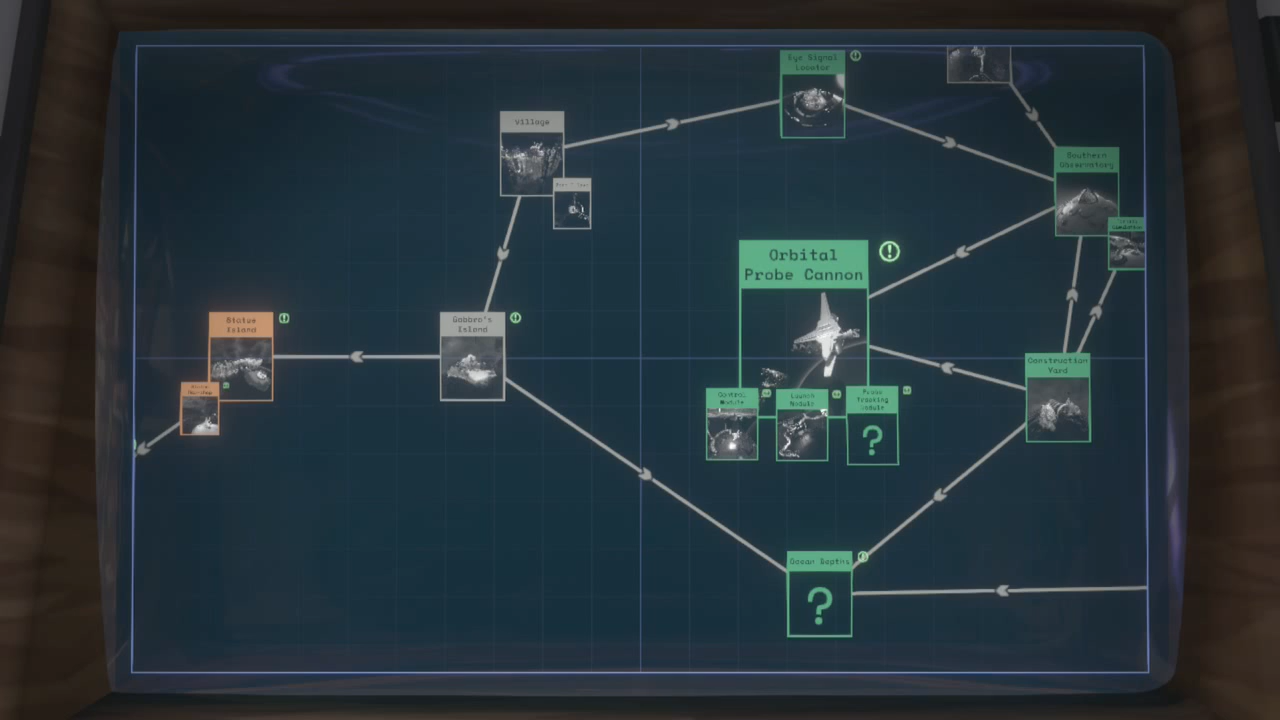 Eye Signal
Locator
Village
Southern
Observatory
Orbital
Probe Cannon
Statue
Island
Gabbro's
Island
Construction
Yard
Control
Module
Launch
Module
Probe
Tracking
Module
?
Ocean Depths
?